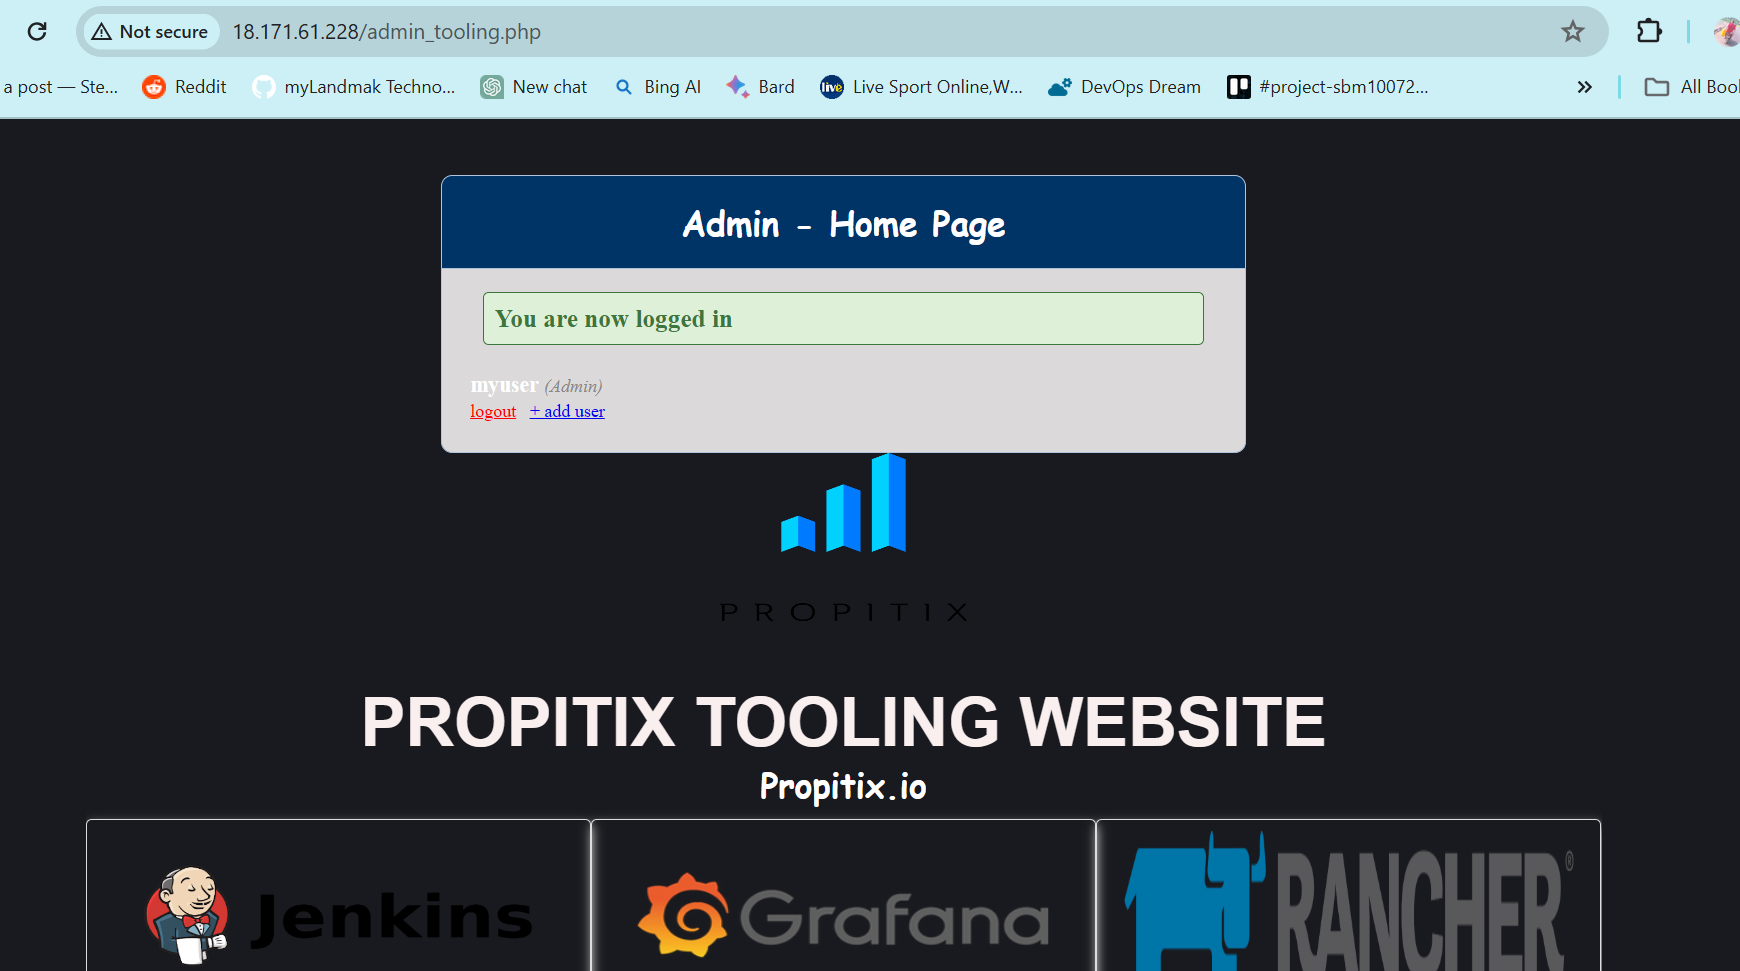 Not secure 18.171.61.228/admin_tooling.php
a post — Ste... Reddit myLandmak Techno... New chat Bing AI Bard Live Sport Online,W... DevOps Dream #project-sbm10072... » All Boo
Admin - Home Page
You are now logged in
myuser (Admin)
logout + add user
PROPITIX
PROPITIX TOOLING WEBSITE
Propitix.io
Jenkins Grafana RANCHER®